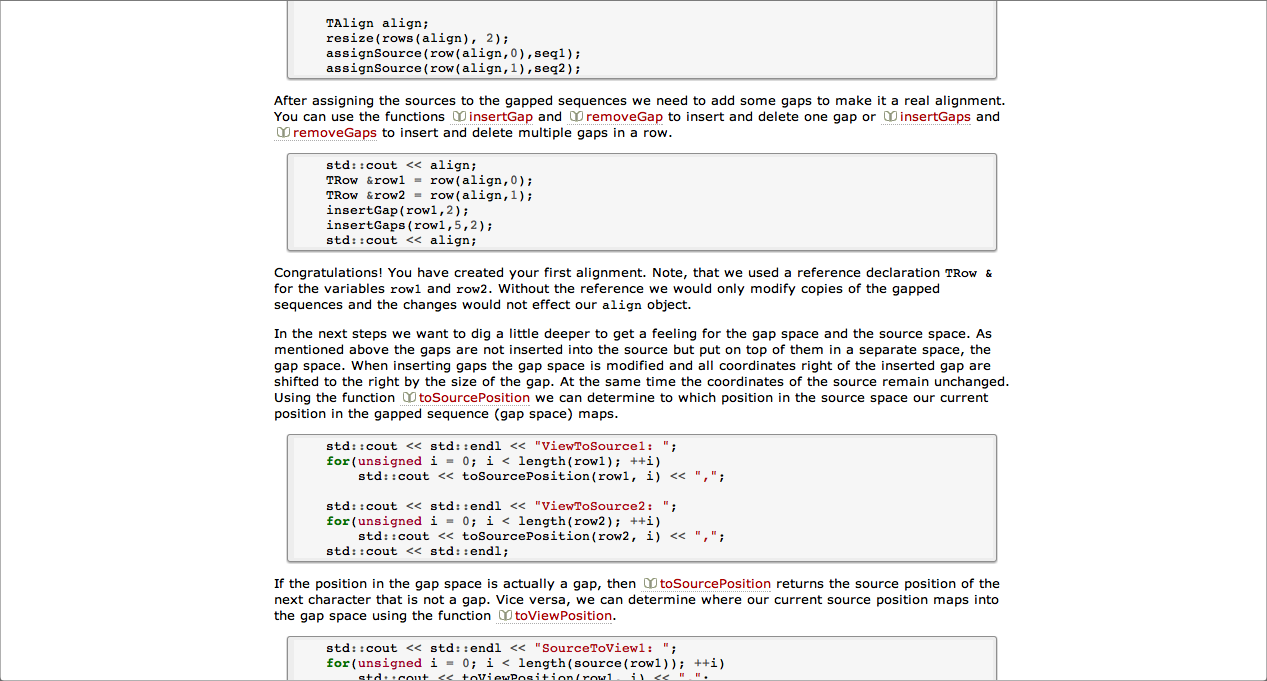 TAlign align;
resize(rows(align), 2);
assignSource(row(align,0),seq1);
assignSource(row(align,1),seq2);
After assigning the sources to the gapped sequences we need to add some gaps to make it a real alignment.
You can use the functions insertGap and removeGap to insert and delete one gap or insertGaps and
removeGaps to insert and delete multiple gaps in a row.
std::cout << align;
TRow &row1 = row(align,0);
TRow &row2 = row(align,1);
insertGap(row1,2);
insertGaps(row1,5,2);
std::cout << align;
Congratulations! You have created your first alignment. Note, that we used a reference declaration TRow &
for the variables row1 and row2. Without the reference we would only modify copies of the gapped
sequences and the changes would not effect our align object.
In the next steps we want to dig a little deeper to get a feeling for the gap space and the source space. As
mentioned above the gaps are not inserted into the source but put on top of them in a separate space, the
gap space. When inserting gaps the gap space is modified and all coordinates right of the inserted gap are
shifted to the right by the size of the gap. At the same time the coordinates of the source remain unchanged.
Using the function toSourcePosition we can determine to which position in the source space our current
position in the gapped sequence (gap space) maps.
std::cout << std::endl << "ViewToSource1: ";
for(unsigned i = 0; i < length(row1); ++i)
std::cout << toSourcePosition(row1, i) << ",";
std::cout << std::endl << "ViewToSource2: ";
for(unsigned i = 0; i < length(row2); ++i)
std::cout << toSourcePosition(row2, i) << ",";
std::cout << std::endl;
If the position in the gap space is actually a gap, then toSourcePosition returns the source position of the
next character that is not a gap. Vice versa, we can determine where our current source position maps into
the gap space using the function toViewPosition.
std::cout << std::endl << "SourceToView1: ";
for(unsigned i = 0; i < length(source(row1)); ++i)
std::cout << toViewPosition(row1, i) << ",";